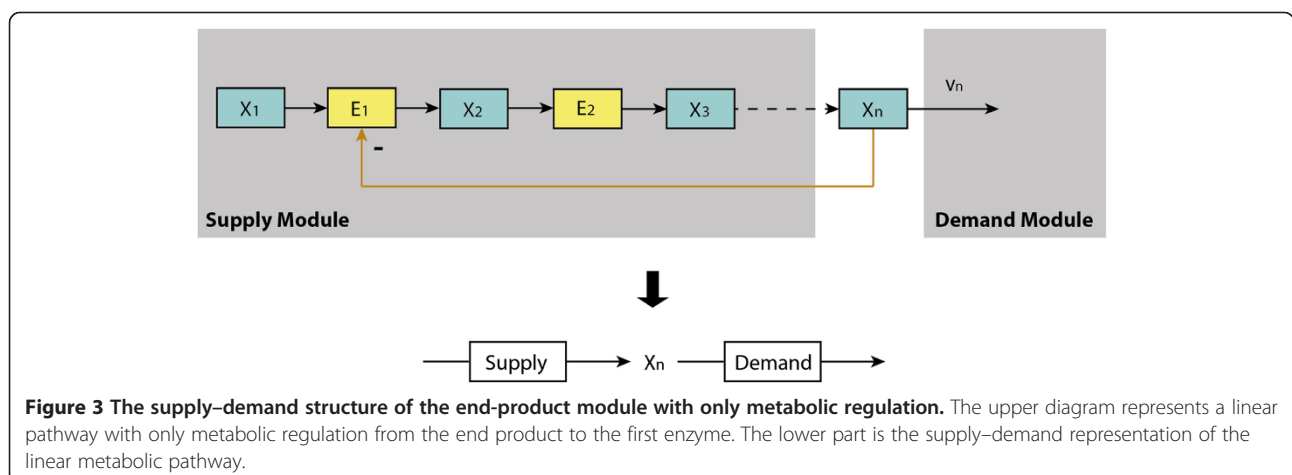 X1 E1 X2 E2 X3 Xn vn
-
Supply Module Demand Module
Supply Xn Demand
Figure 3 The supply–demand structure of the end-product module with only metabolic regulation. The upper diagram represents a linear
pathway with only metabolic regulation from the end product to the first enzyme. The lower part is the supply–demand representation of the
linear metabolic pathway.